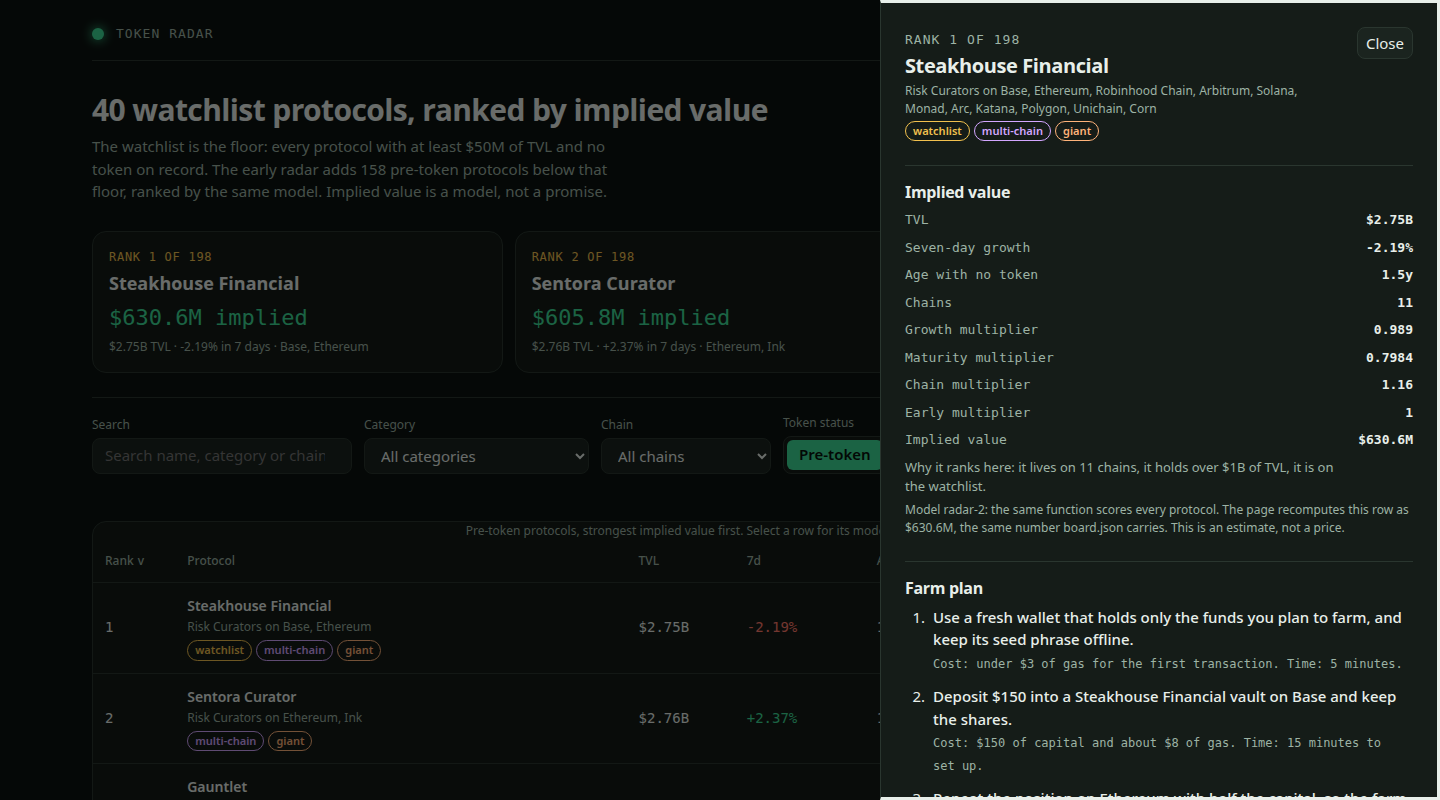 TOKEN RADAR
40 watchlist protocols, ranked by implied value
The watchlist is the floor: every protocol with at least $50M of TVL and no
token on record. The early radar adds 158 pre-token protocols below that
floor, ranked by the same model. Implied value is a model, not a promise.
RANK 1 OF 198
Steakhouse Financial
$630.6M implied
$2.75B TVL · -2.19% in 7 days · Base, Ethereum
RANK 2 OF 198
Sentora Curator
$605.8M implied
$2.76B TVL · +2.37% in 7 days · Ethereum, Ink
Search
Search name, category or chain
Category
All categories
Chain
All chains
Token status
Pre-token
Pre-token protocols, strongest implied value first. Select a row for its
Rank v Protocol TVL 7d
1 Steakhouse Financial $2.75B -2.19%
Risk Curators on Base, Ethereum
watchlist multi-chain giant
2 Sentora Curator $2.76B +2.37%
Risk Curators on Ethereum, Ink
multi-chain giant
Gauntlet
RANK 1 OF 198
Close
Steakhouse Financial
Risk Curators on Base, Ethereum, Robinhood Chain, Arbitrum, Solana,
Monad, Arc, Katana, Polygon, Unichain, Corn
watchlist multi-chain giant
Implied value
TVL $2.75B
Seven-day growth -2.19%
Age with no token 1.5y
Chains 11
Growth multiplier 0.989
Maturity multiplier 0.7984
Chain multiplier 1.16
Early multiplier 1
Implied value $630.6M
Why it ranks here: it lives on 11 chains, it holds over $1B of TVL, it is on
the watchlist.
Model radar-2: the same function scores every protocol. The page recomputes this row as
$630.6M, the same number board.json carries. This is an estimate, not a price.
Farm plan
1. Use a fresh wallet that holds only the funds you plan to farm, and
keep its seed phrase offline.
Cost: under $3 of gas for the first transaction. Time: 5 minutes.
2. Deposit $150 into a Steakhouse Financial vault on Base and keep
the shares.
Cost: $150 of capital and about $8 of gas. Time: 15 minutes to
set up.
3. Repeat the position on Ethereum with half the capital, so the farm